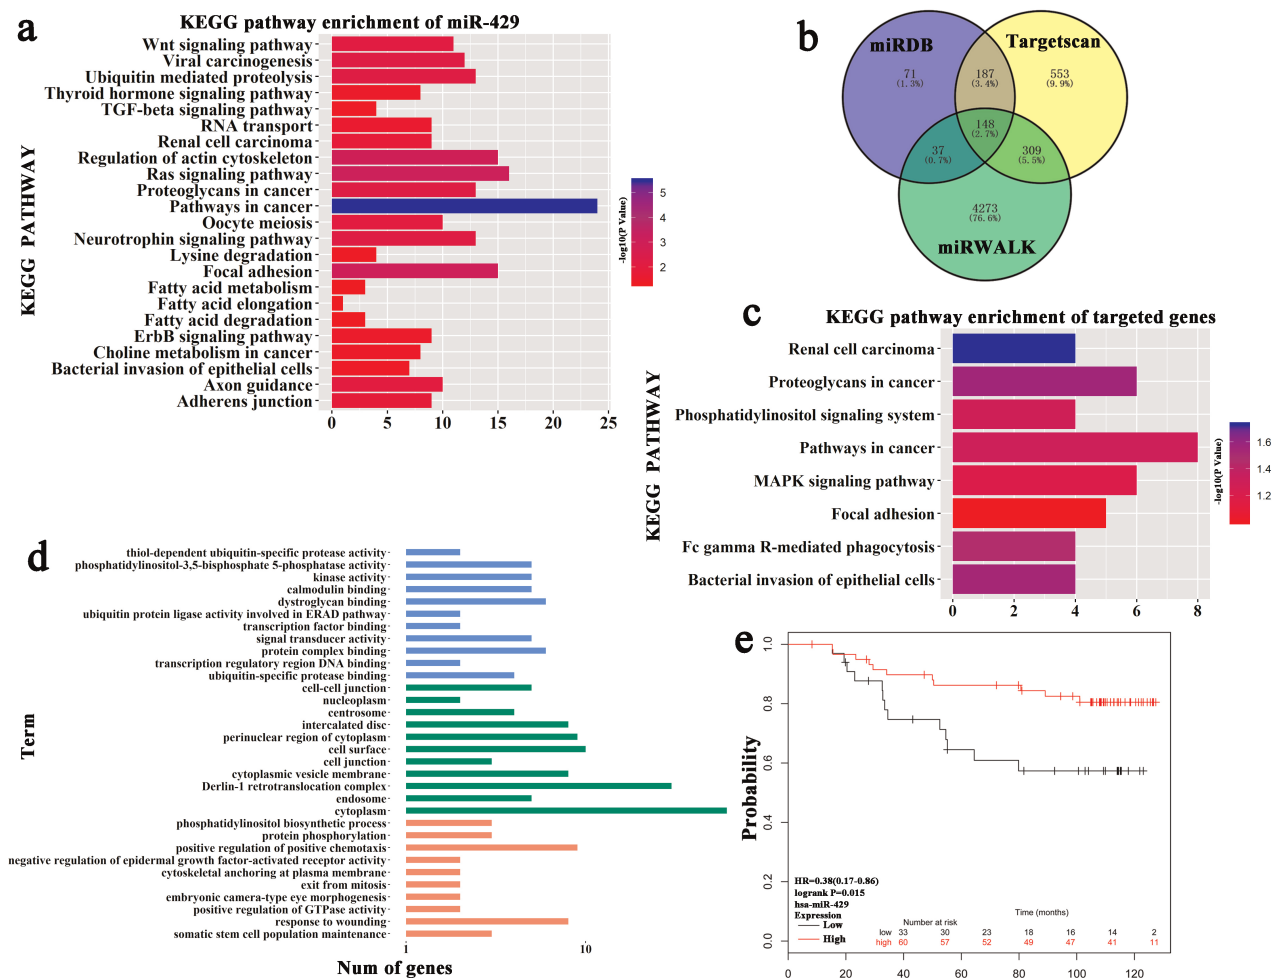 a
KEGG pathway enrichment of miR-429
KEGG PATHWAY
Wnt signaling pathway
Viral carcinogenesis
Ubiquitin mediated proteolysis
Thyroid hormone signaling pathway
TGF-beta signaling pathway
RNA transport
Renal cell carcinoma
Regulation of actin cytoskeleton
Ras signaling pathway
Proteoglycans in cancer
Pathways in cancer
Oocyte meiosis
Neurotrophin signaling pathway
Lysine degradation
Focal adhesion
Fatty acid metabolism
Fatty acid elongation
Fatty acid degradation
ErbB signaling pathway
Choline metabolism in cancer
Bacterial invasion of epithelial cells
Axon guidance
Adherens junction
0 5 10 15 20 25
-log10(P Value)
5
4
3
2
b
miRDB
Targetscan
miRWALK
71
(1.3%)
187
(3.4%)
553
(9.9%)
148
(2.7%)
37
(0.7%)
309
(5.5%)
4273
(76.6%)
c
KEGG pathway enrichment of targeted genes
KEGG PATHWAY
Renal cell carcinoma
Proteoglycans in cancer
Phosphatidylinositol signaling system
Pathways in cancer
MAPK signaling pathway
Focal adhesion
Fc gamma R-mediated phagocytosis
Bacterial invasion of epithelial cells
0 2 4 6 8
-log10(P Value)
1.6
1.4
1.2
d
Term
thiol-dependent ubiquitin-specific protease activity
phosphatidylinositol-3,5-bisphosphate 5-phosphatase activity
kinase activity
calmodulin binding
dystroglycan binding
ubiquitin protein ligase activity involved in ERAD pathway
transcription factor binding
signal transducer activity
protein complex binding
transcription regulatory region DNA binding
ubiquitin-specific protease binding
cell-cell junction
nucleoplasm
centrosome
intercalated disc
perinuclear region of cytoplasm
cell surface
cell junction
cytoplasmic vesicle membrane
Derlin-1 retrotranslocation complex
endosome
cytoplasm
phosphatidylinositol biosynthetic process
protein phosphorylation
positive regulation of positive chemotaxis
negative regulation of epidermal growth factor-activated receptor activity
cytoskeletal anchoring at plasma membrane
exit from mitosis
embryonic camera-type eye morphogenesis
positive regulation of GTPase activity
response to wounding
somatic stem cell population maintenance
1 10
Num of genes
e
Probability
1.0
0.8
0.6
0.4
0.2
0.0
HR=0.38(0.17-0.86)
logrank P=0.015
hsa-miR-429
Expression
Low
High
Number at risk
Time (months)
low 33 30 23 18 16 14 2
high 60 57 52 49 47 41 11
0 20 40 60 80 100 120